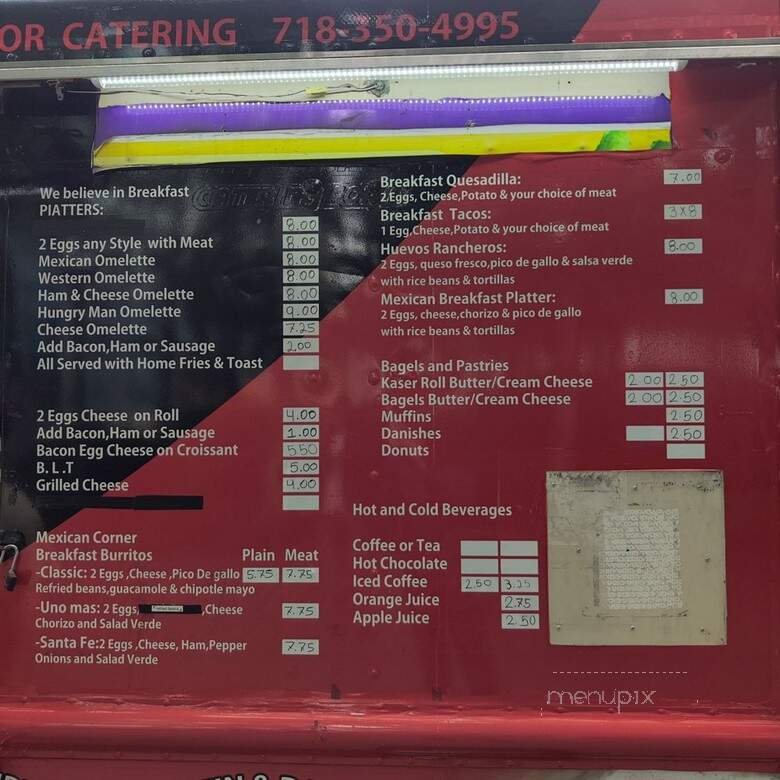 OR CATERING 718-350-4995
We believe in Breakfast
PIATTERS:
8.00
2 Eggs any Style with Meat 8.00
Mexican Omelette 8.00
Western Omelette 8.00
Ham & Cheese Omelette 8.00
Hungry Man Omelette 9.00
Cheese Omelette 7.25
Add Bacon,Ham or Sausage 2.00
All Served with Home Fries & Toast
2 Eggs Cheese on Roll 4.00
Add Bacon,Ham or Sausage 1.00
Bacon Egg Cheese on Croissant 5.50
B.L.T 5.00
Grilled Cheese 4.00
Mexican Corner
Breakfast Burritos Plain Meat
-Classic: 2 Eggs ,Cheese ,Pico De gallo 5.75 7.75
Refried beans,guacamole & chipotle mayo
-Uno mas: 2 Eggs, ,Cheese 7.75
Chorizo and Salad Verde
-Santa Fe:2 Eggs ,Cheese, Ham,Pepper 7.75
Onions and Salad Verde
Breakfast Quesadilla: 7.00
2 Eggs, Cheese,Potato & your choice of meat
Breakfast Tacos: 3X8
1 Egg,Cheese,Potato & your choice of meat
Huevos Rancheros: 8.00
2 Eggs, queso fresco,pico de gallo & salsa verde
with rice beans & tortillas
Mexican Breakfast Platter: 8.00
2 Eggs, cheese,chorizo & pico de gallo
with rice beans & tortillas
Bagels and Pastries
Kaser Roll Butter/Cream Cheese 2.00 2.50
Bagels Butter/Cream Cheese 2.00 2.50
Muffins 2.50
Danishes 2.50
Donuts
Hot and Cold Beverages
Coffee or Tea
Hot Chocolate
Iced Coffee 2.50 3.25
Orange Juice 2.75
Apple Juice 2.50
menupix